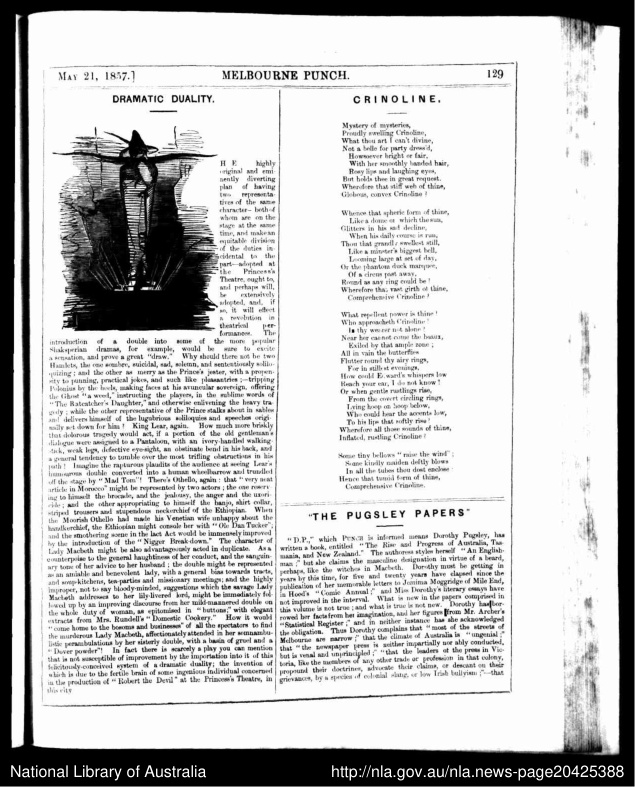 MAY 21, 1857.]
MELBOURNE PUNCH.
129
DRAMATIC DUALITY.
H E highly
original and emi-
nently diverting
plan of having
two representa-
tives of the same
character—both of
whom are on the
stage at the same
time, and make an
equitable division
of the duties in-
cidental to the
part—adopted at
the Princess's
Theatre, ought to,
and perhaps will,
be extensively
adopted, and, if
so, it will effect
a revolution in
theatrical per-
formances. The
introduction of a double into some of the more popular
Shaksperian dramas, for example, would be sure to excite
a sensation, and prove a great "draw." Why should there not be two
Hamlets, the one sombre, suicidal, sad, solemn, and sententiously solilo-
quizing; and the other as merry as the Prince's jester, with a propen-
sity to punning, practical jokes, and such like pleasantries;—tripping
Polonius by the heels, making faces at his avuncular sovereign, offering
the Ghost "a weed," instructing the players, in the sublime words of
"The Ratcatcher's Daughter," and otherwise enlivening the heavy tra-
gedy; while the other representative of the Prince stalks about in sables
and delivers himself of the lugubrious soliloquies and speeches origi-
nally set down for him! King Lear, again. How much more briskly
that dolorous tragedy would act, if a portion of the old gentleman's
dialogue were assigned to a Pantaloon, with an ivory-handled walking-
stick, weak legs, defective eye-sight, an obstinate bend in his back, and
a general tendency to tumble over the most trifling obstructions in his
path! Imagine the rapturous plaudits of the audience at seeing Lear's
humourous double converted into a human wheelbarrow and trundled
off the stage by "Mad Tom"! There's Othello, again: that "very neat
article in Morocco" might be represented by two actors; the one reserv-
ing to himself the brocade, and the jealousy, and the anger and the uxori-
cide; and the other appropriating to himself the banjo, shirt collar,
striped trousers and stupendous neckerchief of the Ethiopian. When
the Moorish Othello had made his Venetian wife unhappy about the
handkerchief, the Ethiopian might console her with "Ole Dan Tucker";
and the smothering scene in the last Act would be immensely improved
by the introduction of the "Nigger Break-down." The character of
Lady Macbeth might be also advantageously acted in duplicate. As a
counterpoise to the general haughtiness of her conduct, and the sanguin-
ary tone of her advice to her husband; the double might be represented
as an amiable and benevolent lady, with a general bias towards tracts,
and soup-kitchens, tea-parties and missionary meetings; and the highly
improper, not to say bloody-minded, suggestions which the savage Lady
Macbeth addresses to her lily-livered lord, might be immediately fol-
lowed up by an improving discourse from her mild-mannered double on
the whole duty of woman, as epitomised in "buttons," with elegant
extracts from Mrs. Rundell's "Domestic Cookery." How it would
"come home to the bosoms and businesses" of all the spectators to find
the murderous Lady Macbeth, affectionately attended in her somnambu-
listic perambulations by her sisterly double, with a basin of gruel and a
"Dover powder"! In fact there is scarcely a play you can mention
that is not susceptible of improvement by the importation into it of this
felicitously-conceived system of a dramatic duality; the invention of
which is due to the fertile brain of some ingenious individual concerned
in the production of "Robert the Devil" at the Princess's Theatre, in
this city
CRINOLINE.
Mystery of mysteries,
Proudly swelling Crinoline,
What thou art I can't divine,
Not a belle for party dress'd,
Howsoever bright or fair,
With her smoothly banded hair,
Rosy lips and laughing eyes,
But holds thee in great request.
Wherefore that stiff web of thine,
Globous, convex Crinoline?
Whence that spheric form of thine,
Like a dome on which the sun,
Glitters in his sad decline,
When his daily course is run,
Thou that grandly swellest still,
Like a minster's biggest bell,
Looming large at set of day,
Or the phantom duck marquee,
Of a circus past away,
Round as any ring could be!
Wherefore that vast girth of thine,
Comprehensive Crinoline?
What repellent power is thine!
Who approacheth Crinoline!
Is thy wearer not alone!
Near her can not come the beaux,
Exiled by that ample zone;
All in vain the butterflies
Flutter round thy airy rings,
For in stillest evenings,
How could Edward's whispers low
Reach your ear, I do not know!
Or when gentle rustlings rise,
From the covert circling rings,
Living hoop on hoop below,
Who could hear the accents low,
To his lips that softly rise!
Wherefore all those sounds of thine,
Inflated, rustling Crinoline!
Some tiny bellows "raise the wind";
Some kindly maiden deftly blows
In all the tubes thou dost enclose
Hence that tumid form of thine,
Comprehensive Crinoline.
"THE PUGSLEY PAPERS"
"D.P.," which PUNCH is informed means Dorothy Pugsley, has
written a book, entitled "The Rise and Progress of Australia, Tas-
mania, and New Zealand." The authoress styles herself "An English-
man;" but she claims the masculine designation in virtue of a beard,
perhaps, like the witches in Macbeth. Dorothy must be getting in
years by this time, for five and twenty years have elapsed since the
publication of her memorable letters to Jemima Moggridge of Mile End,
in Hood's "Comic Annual;" and Miss Dorothy's literary essays have
not improved in the interval. What is new in the papers comprised in
this volume is not true; and what is true is not new. Dorothy has bor-
rowed her facts from her imagination, and her figures from Mr. Archer's
"Statistical Register;" and in neither instance has she acknowledged
the obligation. Thus Dorothy complains that "most of the streets of
Melbourne are narrow;" that the climate of Australia is "ungenial;"
that "the newspaper press is neither impartially nor ably conducted,
but is venal and unprincipled;" "that the leaders of the press in Vic-
toria, like the members of any other trade or profession in that colony,
propound their doctrines, advocate their claims, or descant on their
grievances, by a species of colonial slang, or low Irish bullyism;"—that
National Library of Australia
http://nla.gov.au/nla.news-page20425388